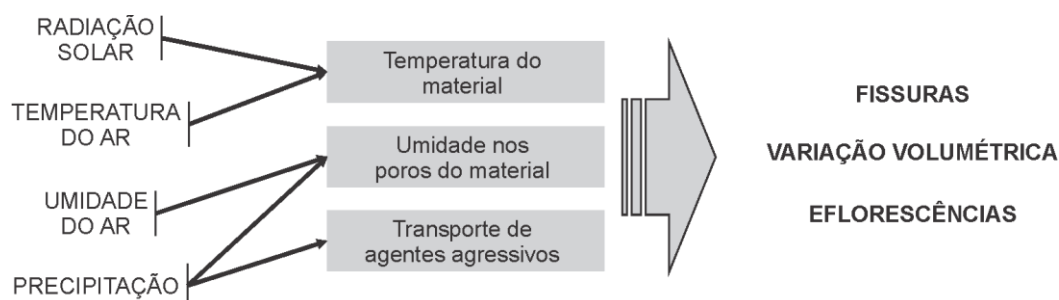 RADIAÇÃO
SOLAR
TEMPERATURA
DO AR
UMIDADE
DO AR
PRECIPITAÇÃO
Temperatura do
material
Umidade nos
poros do material
Transporte de
agentes agressivos
FISSURAS
VARIAÇÃO VOLUMÉTRICA
EFLORESCÊNCIAS